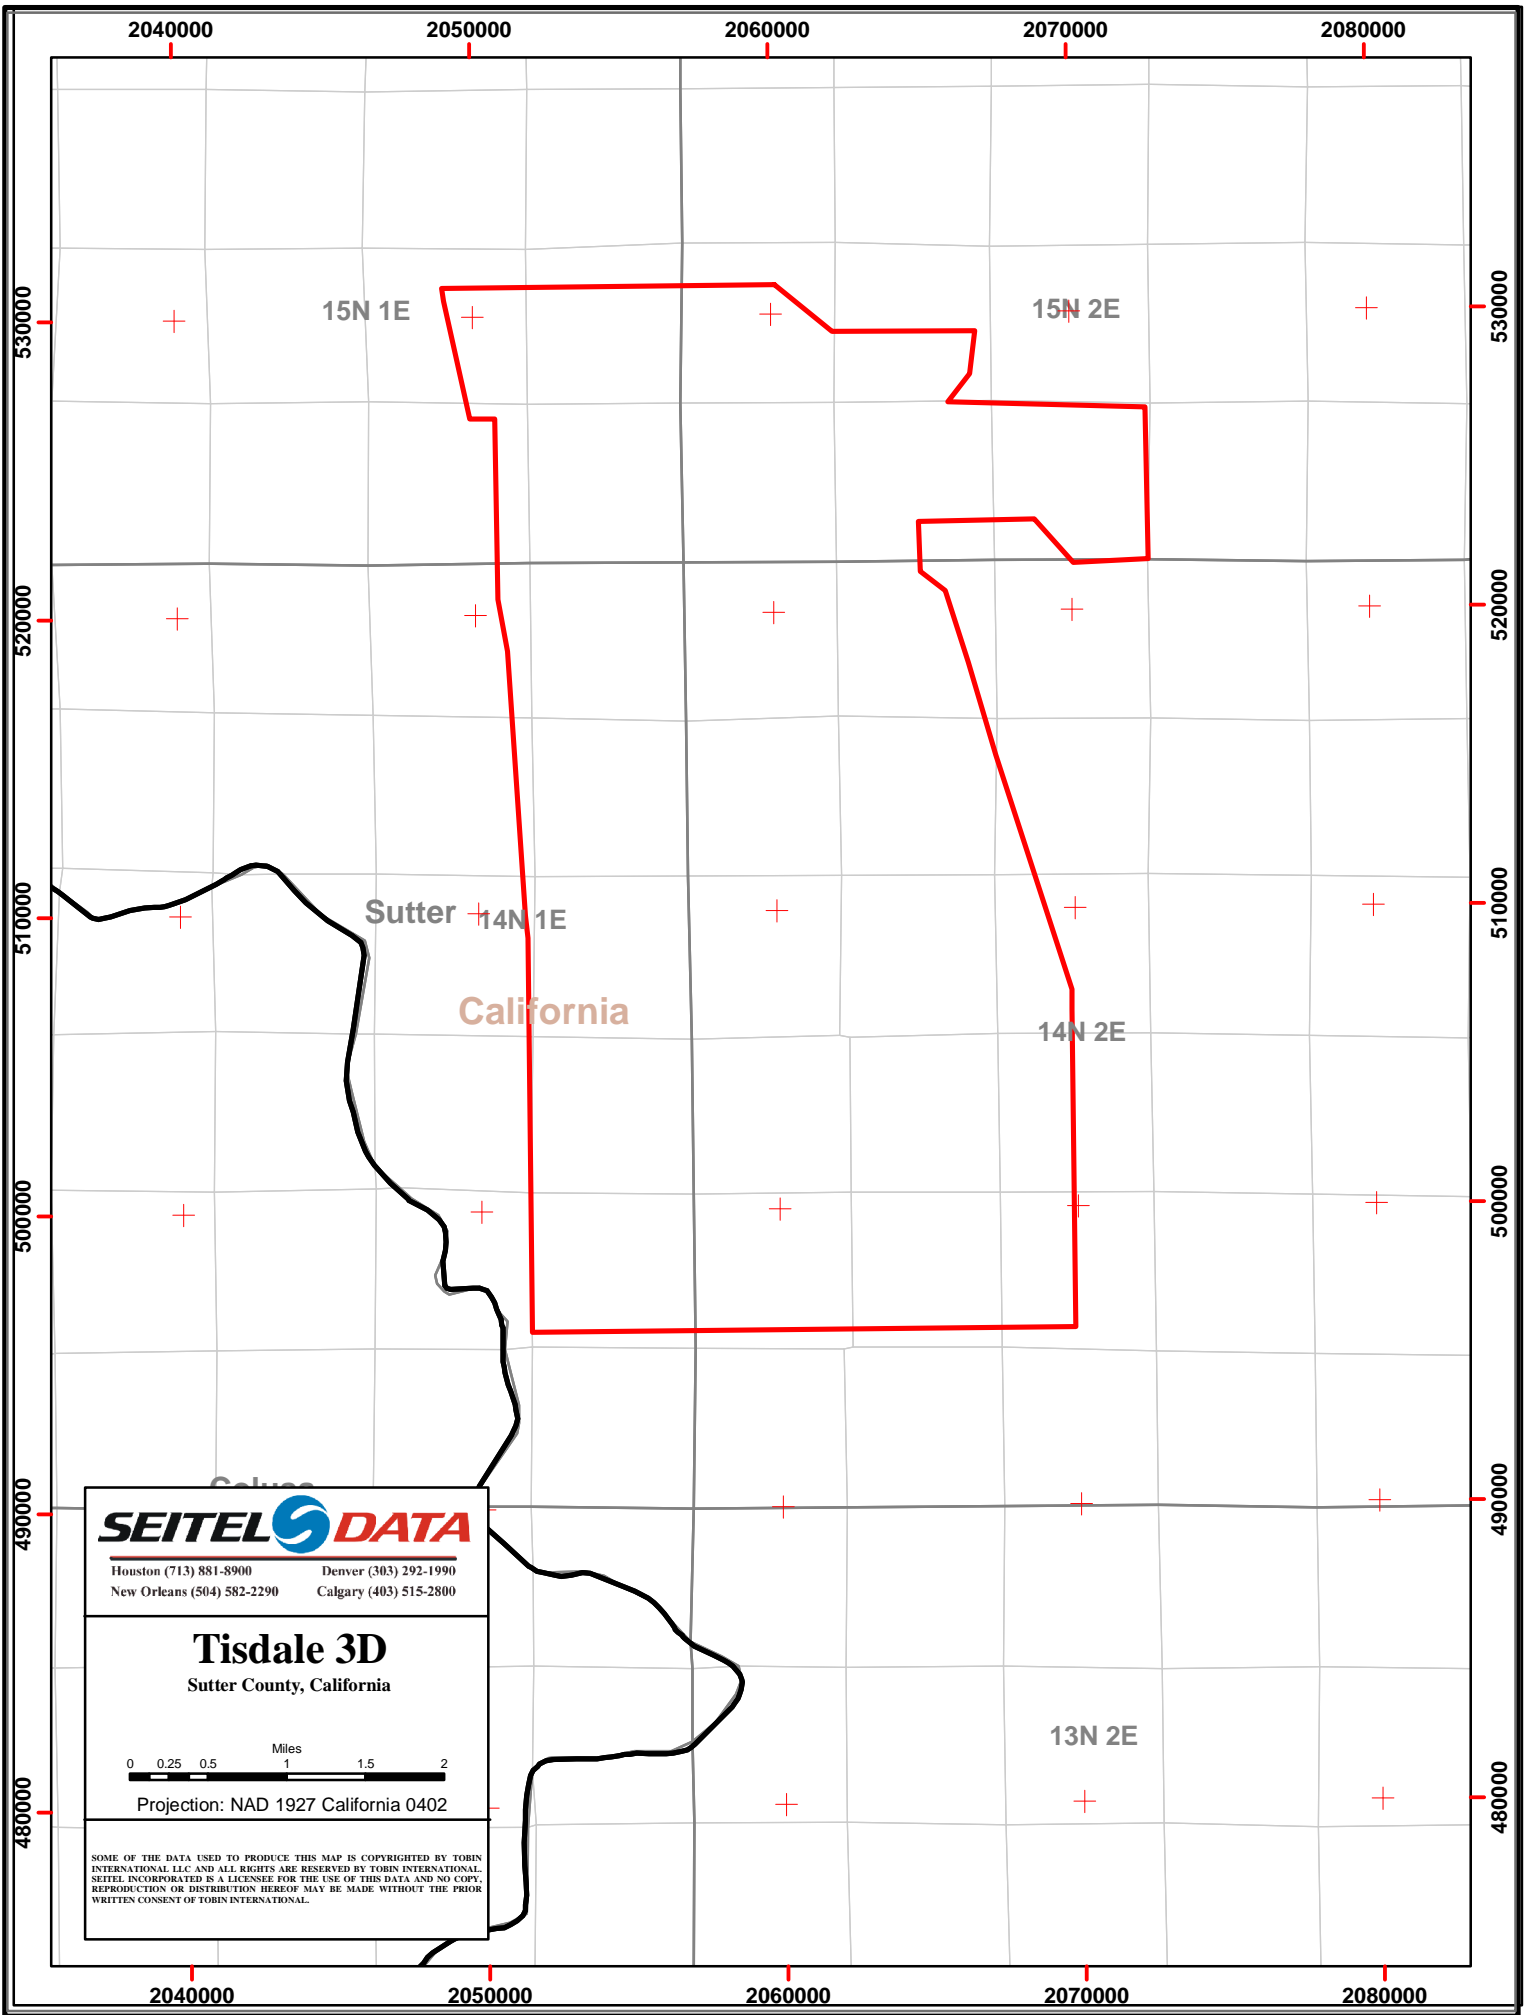 2040000 2050000 2060000 2070000 2080000
530000 530000
15N 1E 15N 2E
520000 520000
510000 510000
Sutter 14N 1E
California
14N 2E
500000 500000
490000 490000
SEITEL DATA
Houston (713) 881-8900 Denver (303) 292-1990
New Orleans (504) 582-2290 Calgary (403) 515-2800
Tisdale 3D
Sutter County, California
13N 2E
Miles
0 0.25 0.5 1 1.5 2
Projection: NAD 1927 California 0402
480000 480000
SOME OF THE DATA USED TO PRODUCE THIS MAP IS COPYRIGHTED BY TOBIN
INTERNATIONAL LLC AND ALL RIGHTS ARE RESERVED BY TOBIN INTERNATIONAL.
SEITEL INCORPORATED IS A LICENSEE FOR THE USE OF THIS DATA AND NO COPY,
REPRODUCTION OR DISTRIBUTION HEREOF MAY BE MADE WITHOUT THE PRIOR
WRITTEN CONSENT OF TOBIN INTERNATIONAL.
2040000 2050000 2060000 2070000 2080000